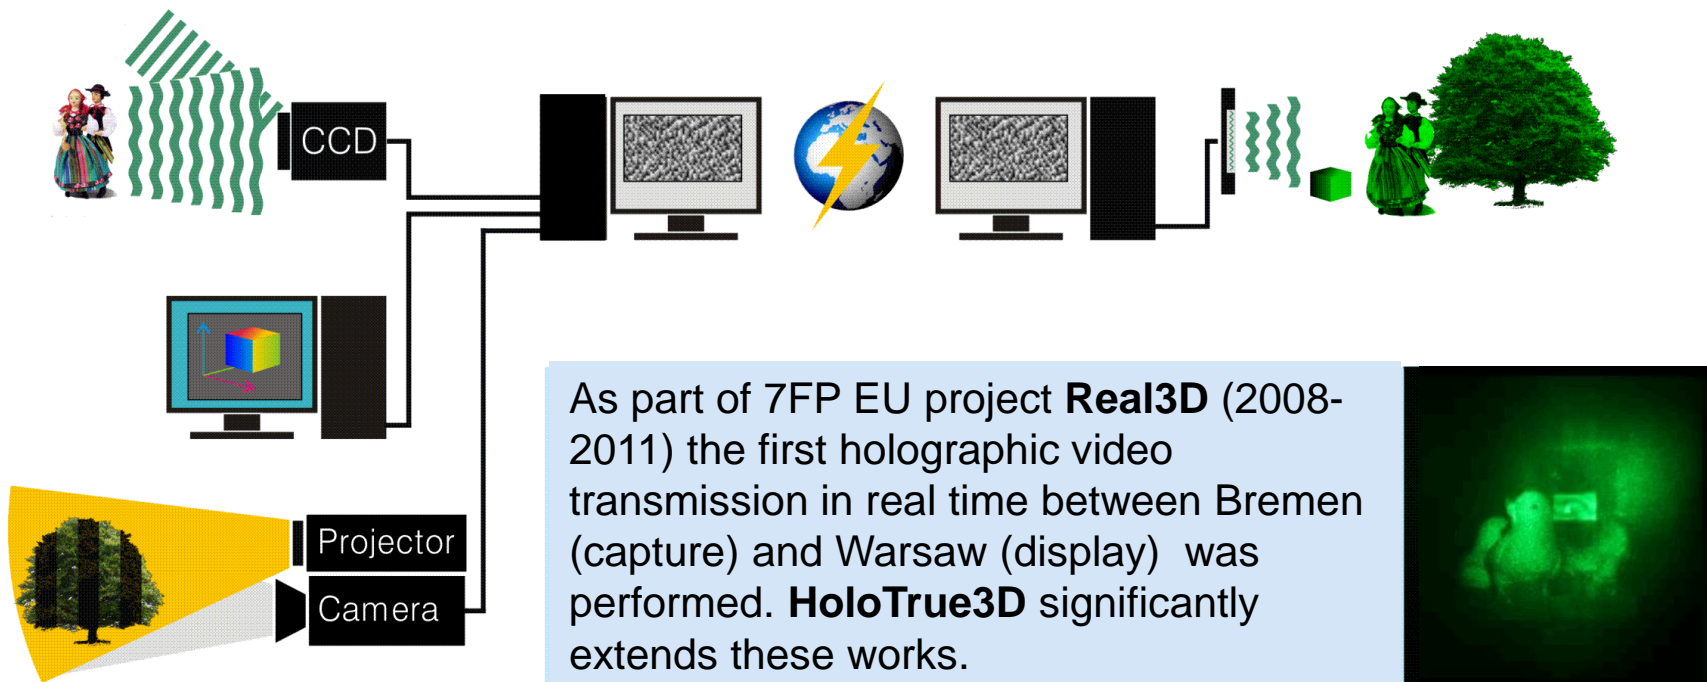 CCD
Projector
Camera
As part of 7FP EU project Real3D (2008-
2011) the first holographic video
transmission in real time between Bremen
(capture) and Warsaw (display) was
performed. HoloTrue3D significantly
extends these works.